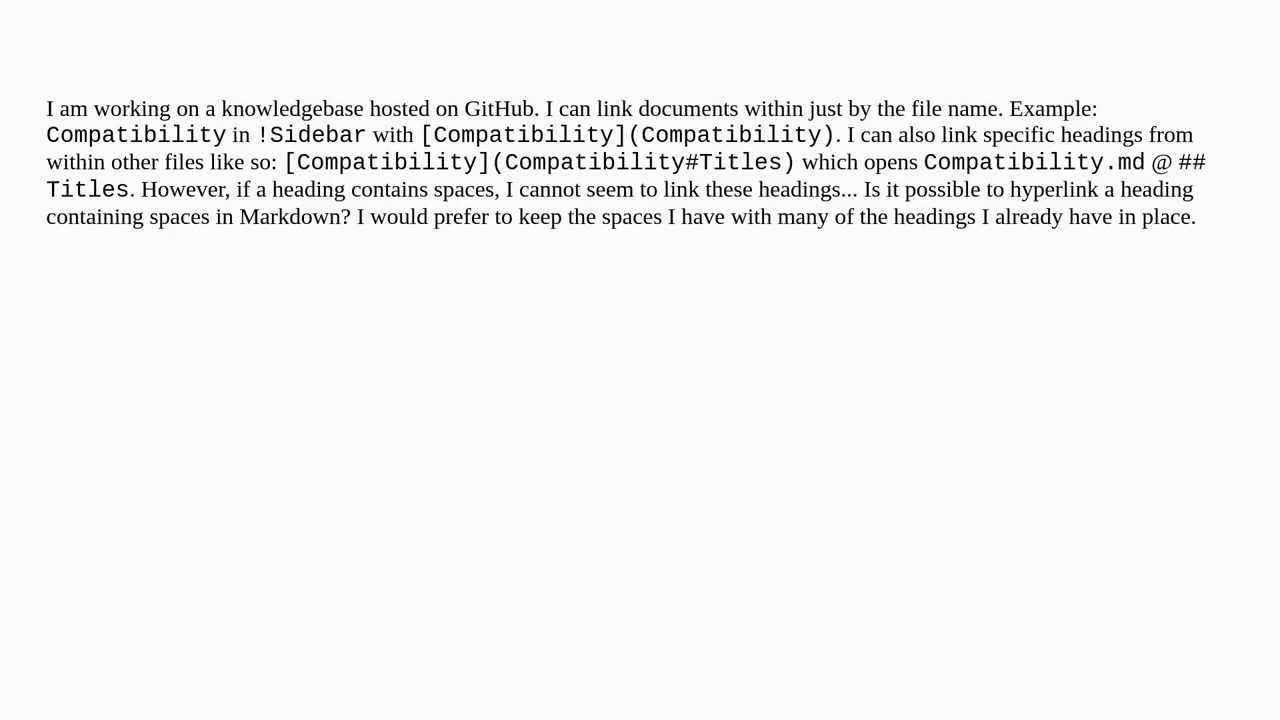 I am working on a knowledgebase hosted on GitHub. I can link documents within just by the file name. Example:
Compatibility in !Sidebar with [Compatibility](Compatibility). I can also link specific headings from
within other files like so: [Compatibility](Compatibility#Titles) which opens Compatibility.md @ ##
Titles. However, if a heading contains spaces, I cannot seem to link these headings... Is it possible to hyperlink a heading
containing spaces in Markdown? I would prefer to keep the spaces I have with many of the headings I already have in place.